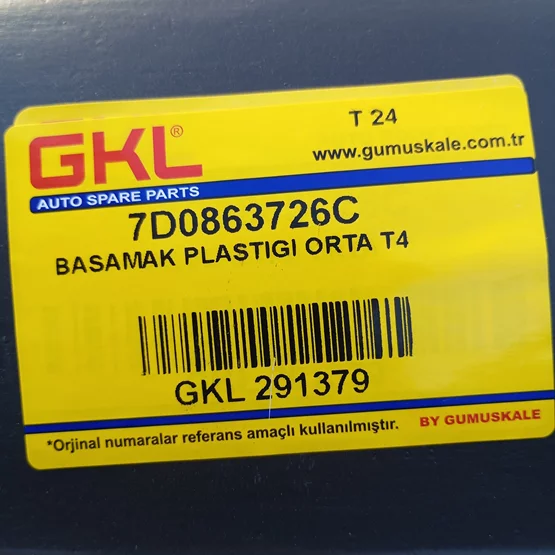 T 24
GKL®
www.gumuskale.com.tr
AUTO SPARE PARTS
7D0863726C
BASAMAK PLASTIGI ORTA T4
GKL 291379
BY GUMUSKALE
*Orjinal numaralar referans amaçlı kullanılmıştır.